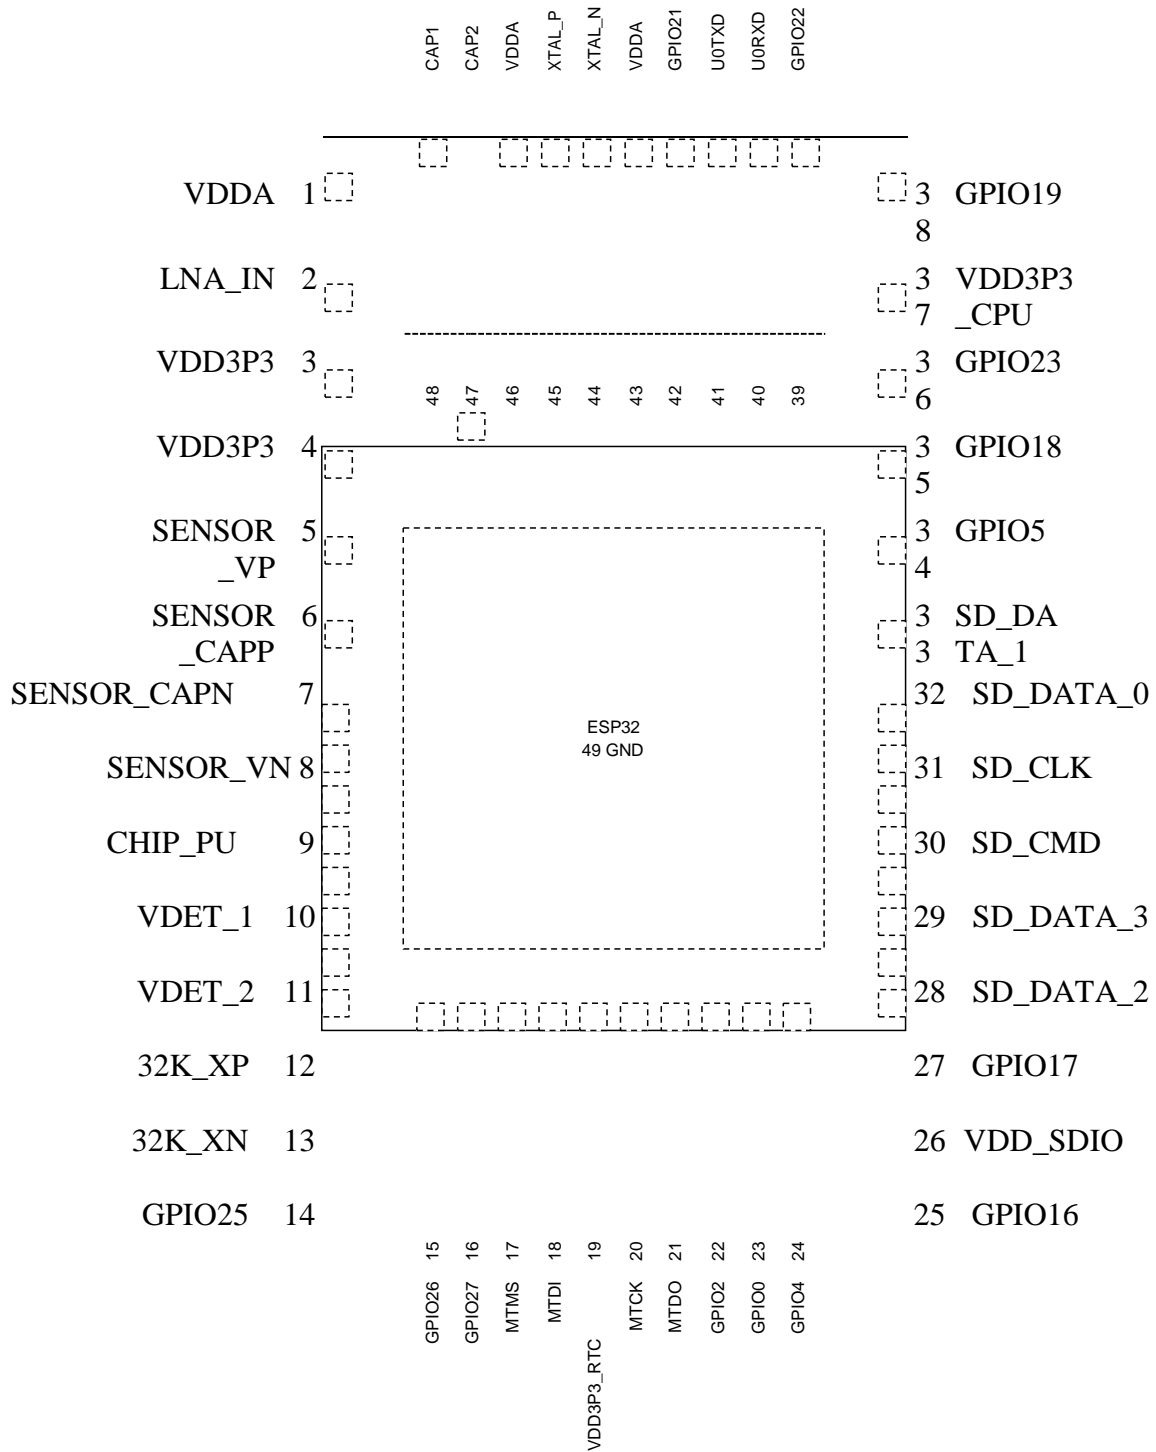 CAP1
CAP2
VDDA
XTAL_P
XTAL_N
VDDA
GPIO21
U0TXD
U0RXD
GPIO22
VDDA 1
3 GPIO19
8
LNA_IN 2
3 VDD3P3
7 _CPU
VDD3P3 3
3 GPIO23
6
48
47
46
45
44
43
42
41
40
39
VDD3P3 4
3 GPIO18
5
SENSOR 5
_VP
3 GPIO5
4
SENSOR 6
_CAPP
3 SD_DA
3 TA_1
SENSOR_CAPN 7
32 SD_DATA_0
ESP32
49 GND
SENSOR_VN 8
31 SD_CLK
CHIP_PU 9
30 SD_CMD
VDET_1 10
29 SD_DATA_3
VDET_2 11
28 SD_DATA_2
32K_XP 12
27 GPIO17
32K_XN 13
26 VDD_SDIO
GPIO25 14
25 GPIO16
GPIO26 15
GPIO27 16
MTMS 17
MTDI 18
VDD3P3_RTC 19
MTCK 20
MTDO 21
GPIO2 22
GPIO0 23
GPIO4 24